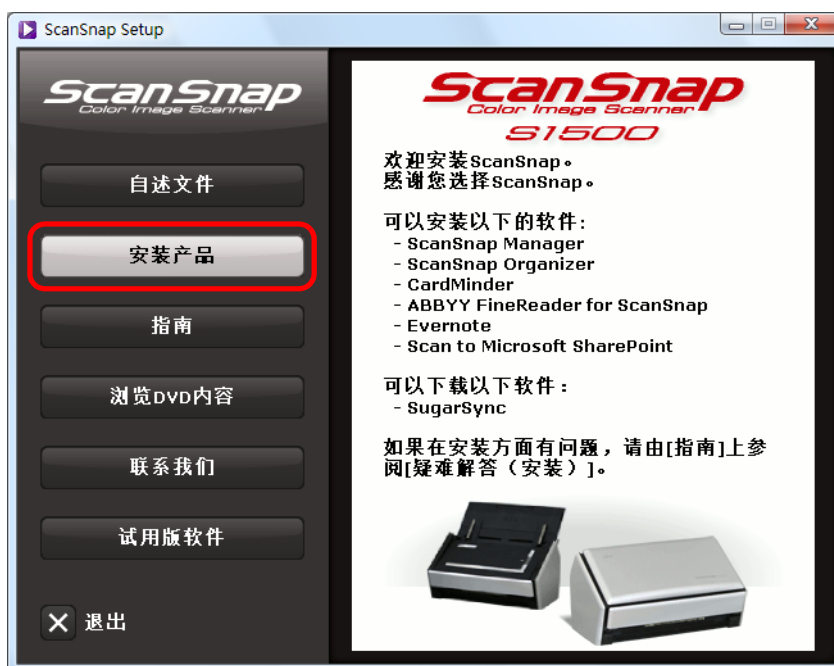 ScanSnap Setup
ScanSnap
Color Image Scanner
自述文件
安装产品
指南
浏览DVD内容
联系我们
试用版软件
退出
ScanSnap
Color Image Scanner
S1500
欢迎安装ScanSnap。
感谢您选择ScanSnap。
可以安装以下的软件:
- ScanSnap Manager
- ScanSnap Organizer
- CardMinder
- ABBYY FineReader for ScanSnap
- Evernote
- Scan to Microsoft SharePoint
可以下载以下软件：
- SugarSync
如果在安装方面有问题，请由[指南]上参
阅[疑难解答（安装）]。